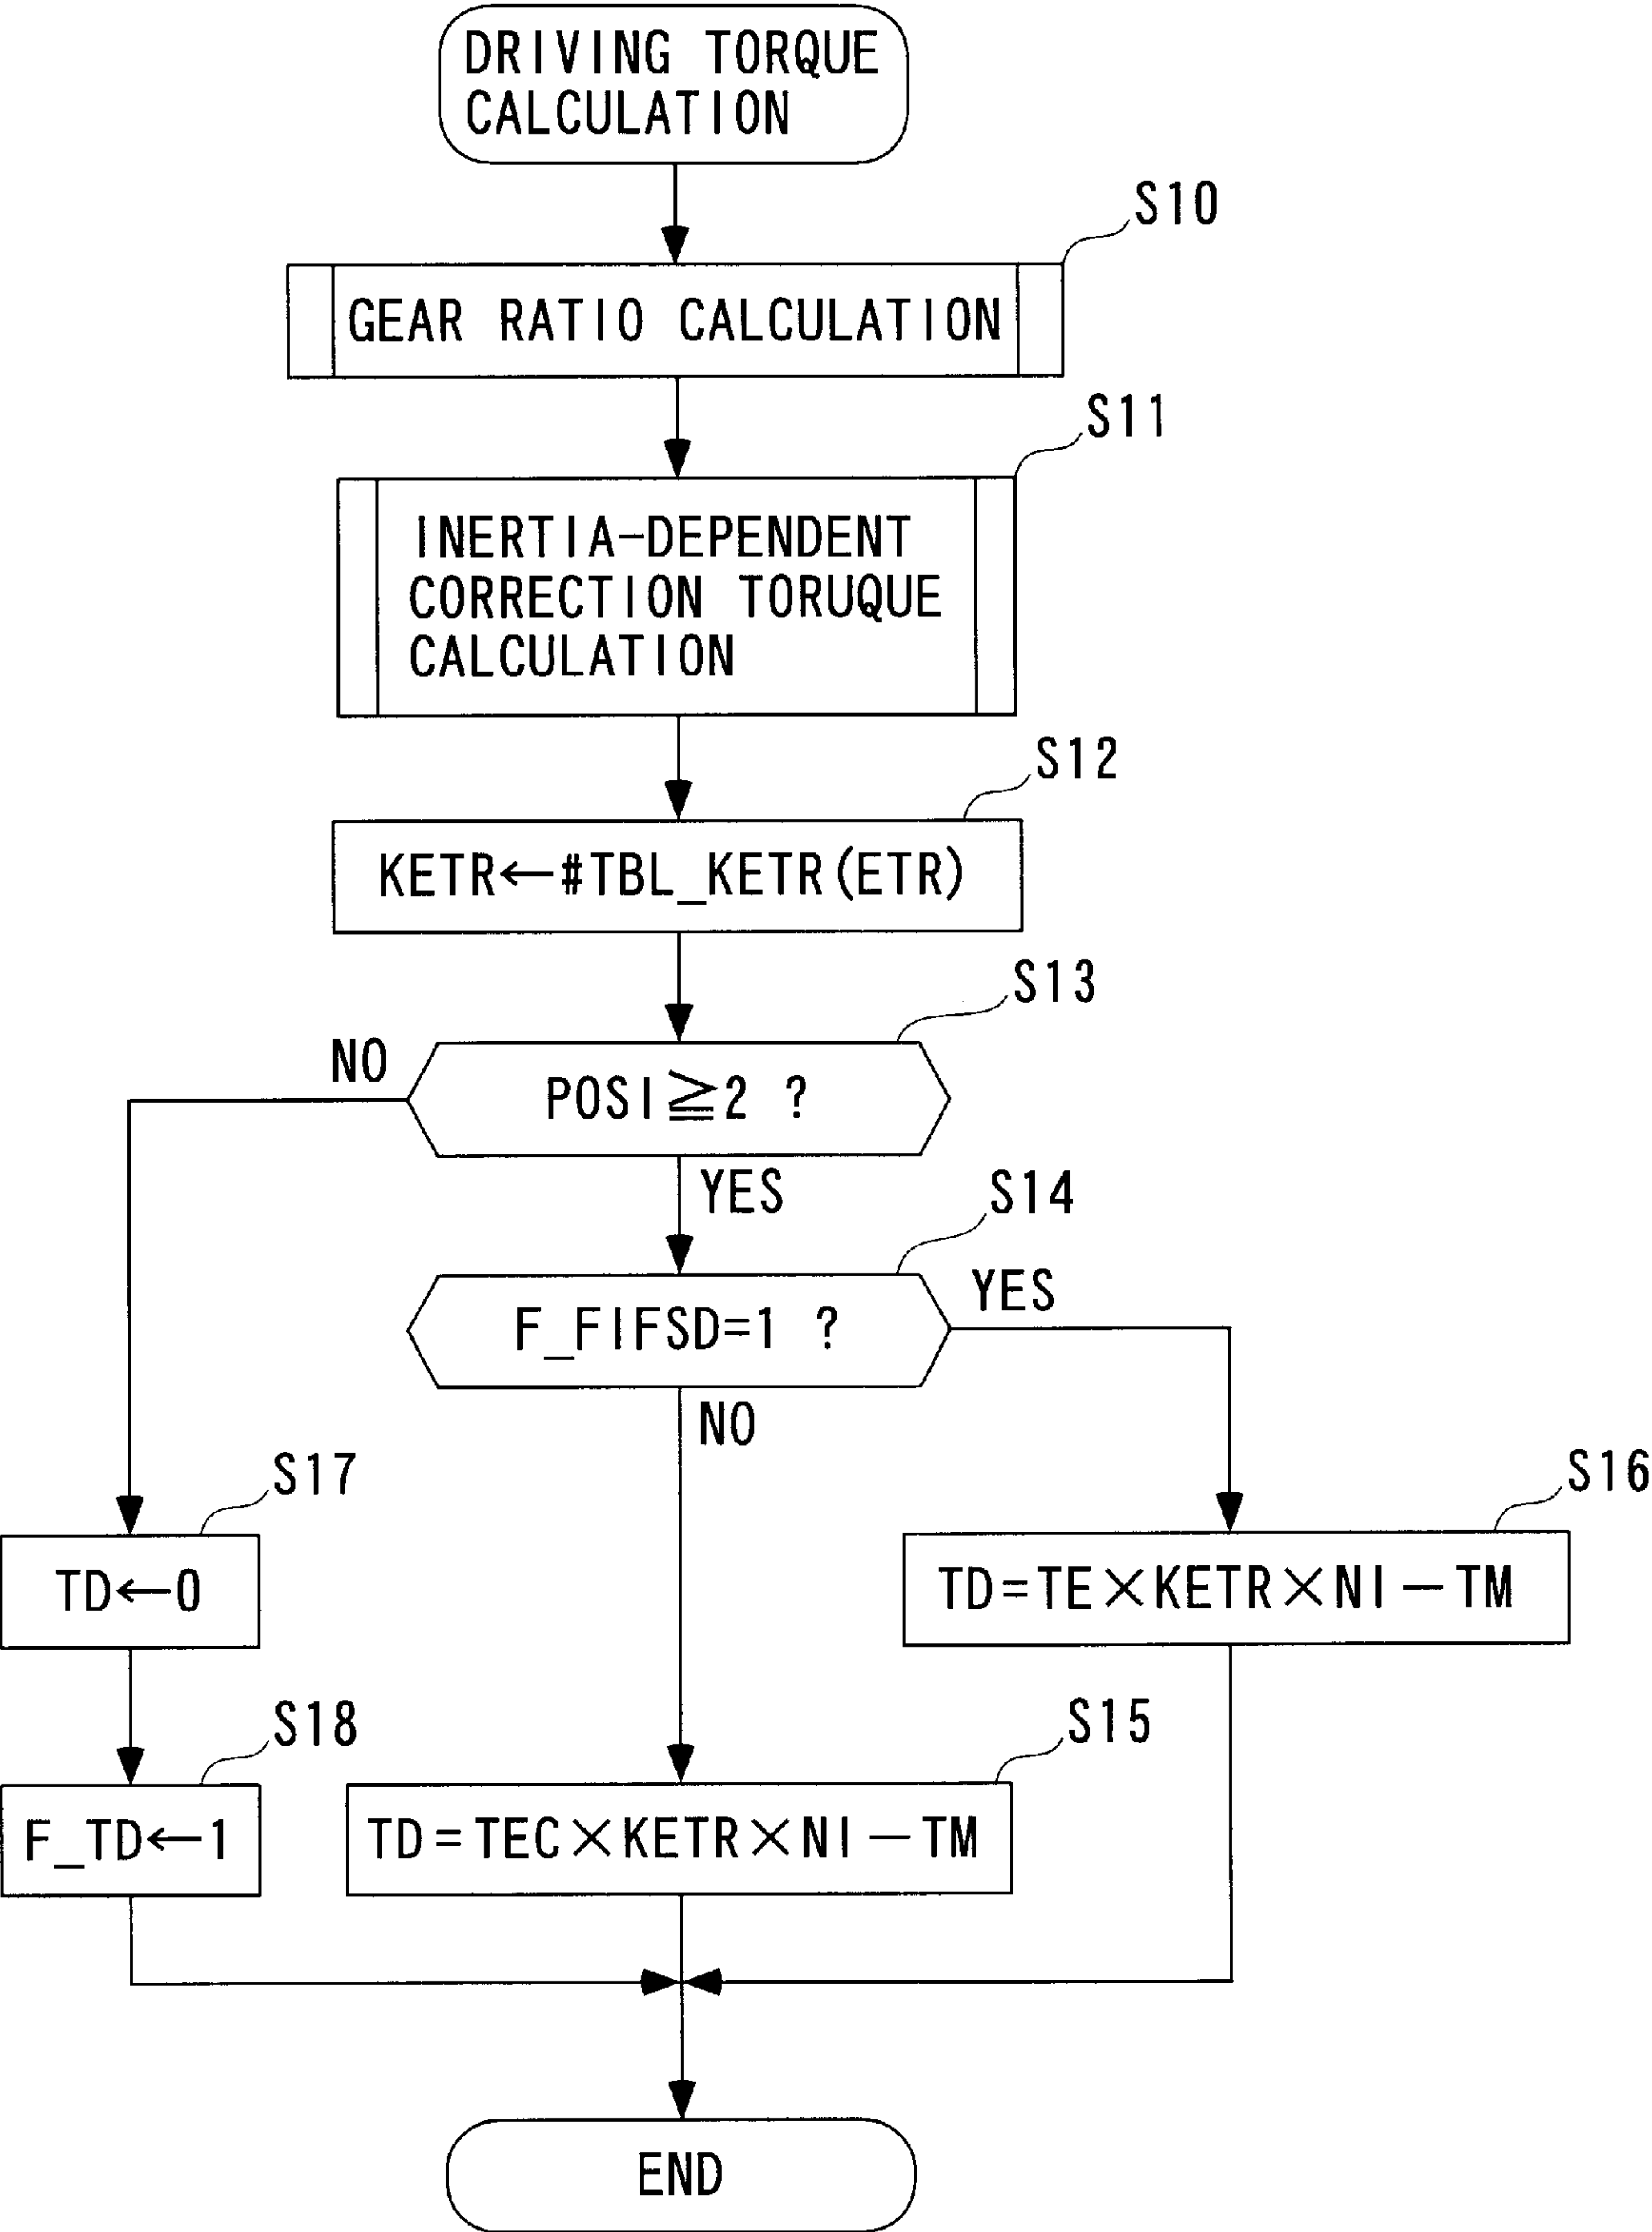 DRIVING TORQUE
CALCULATION
S10
GEAR RATIO CALCULATION
S11
INERTIA-DEPENDENT
CORRECTION TORUQUE
CALCULATION
S12
KETR←#TBL_KETR(ETR)
S13
NO
POSI≧2 ?
YES
S14
F_FIFSD=1 ?
YES
NO
S17
S16
TD←0
TD=TE×KETR×NI−TM
S18
S15
F_TD←1
TD=TEC×KETR×NI−TM
END